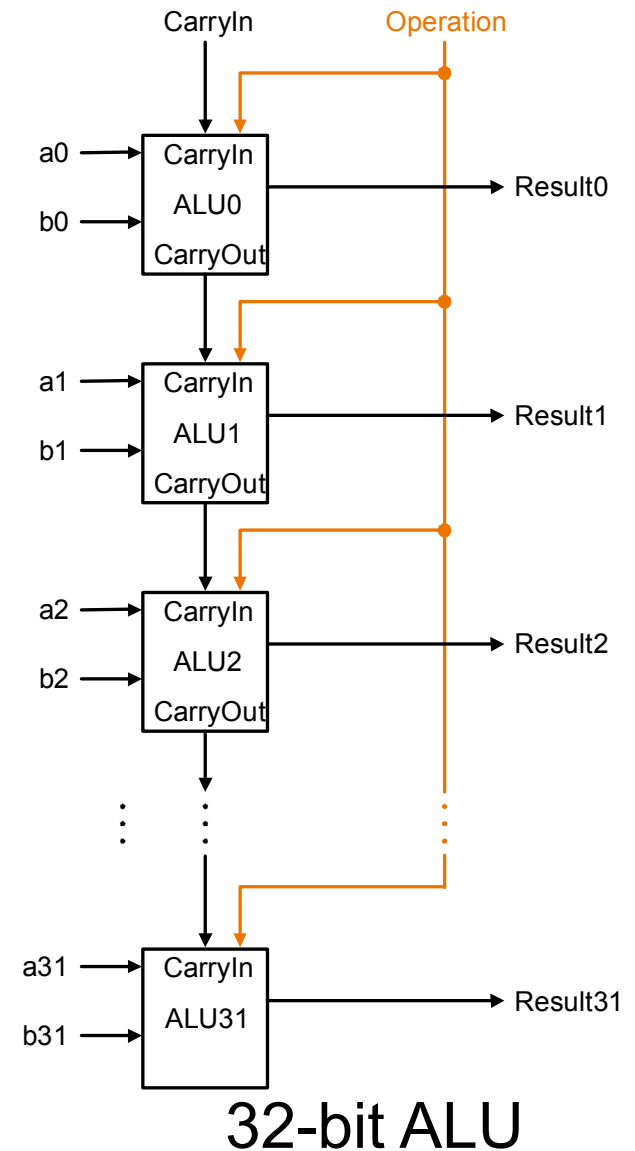 CarryIn Operation
a0
CarryIn
ALU0
Result0
b0
CarryOut
a1
CarryIn
ALU1
Result1
b1
CarryOut
a2
CarryIn
ALU2
Result2
b2
CarryOut
a31
CarryIn
ALU31
Result31
b31
32-bit ALU